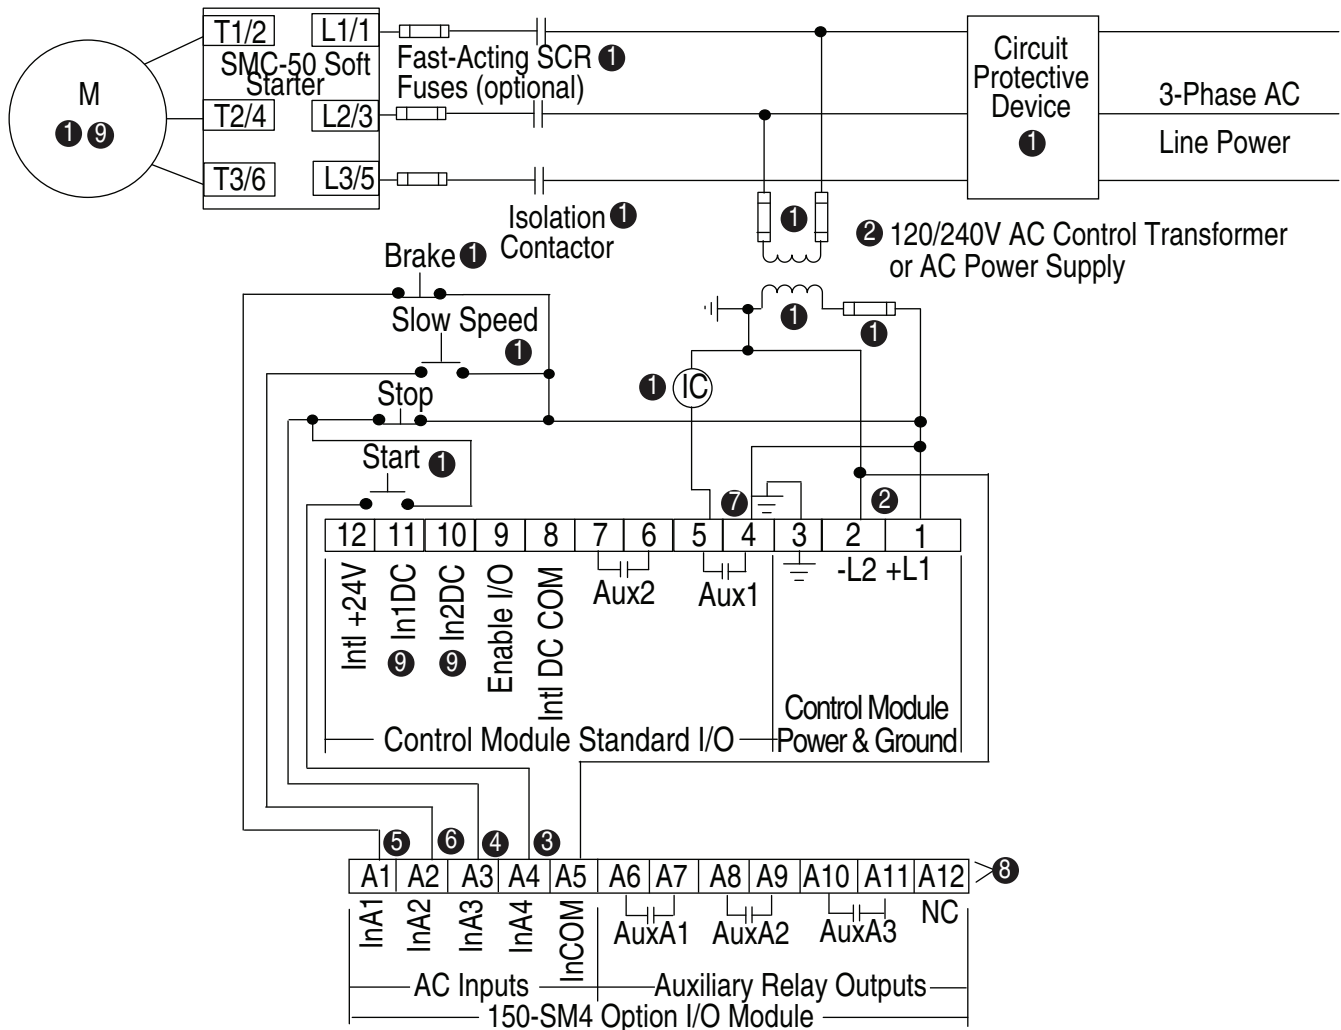 T1/2 L1/1
SMC-50 Soft
Starter
T2/4 L2/3
T3/6 L3/5
M
❶ ❾
Fast-Acting SCR ❶
Fuses (optional)
Isolation ❶
Contactor
Circuit
Protective
Device
❶
3-Phase AC
Line Power
❶
❷ 120/240V AC Control Transformer
or AC Power Supply
❶
❶
❶ IC
Brake ❶
Slow Speed
❶
Stop
Start ❶
❼
❷
12 11 10 9 8 7 6 5 4 3 2 1
Intl +24V
❾ In1DC
❾ In2DC
Enable I/O
Intl DC COM
Aux2
Aux1
-L2 +L1
Control Module Standard I/O
Control Module
Power & Ground
❺ ❻ ❹ ❸
A1 A2 A3 A4 A5 A6 A7 A8 A9 A10 A11 A12
❽
InA1
InA2
InA3
InA4
InCOM
AuxA1
AuxA2
AuxA3
NC
AC Inputs
Auxiliary Relay Outputs
150-SM4 Option I/O Module